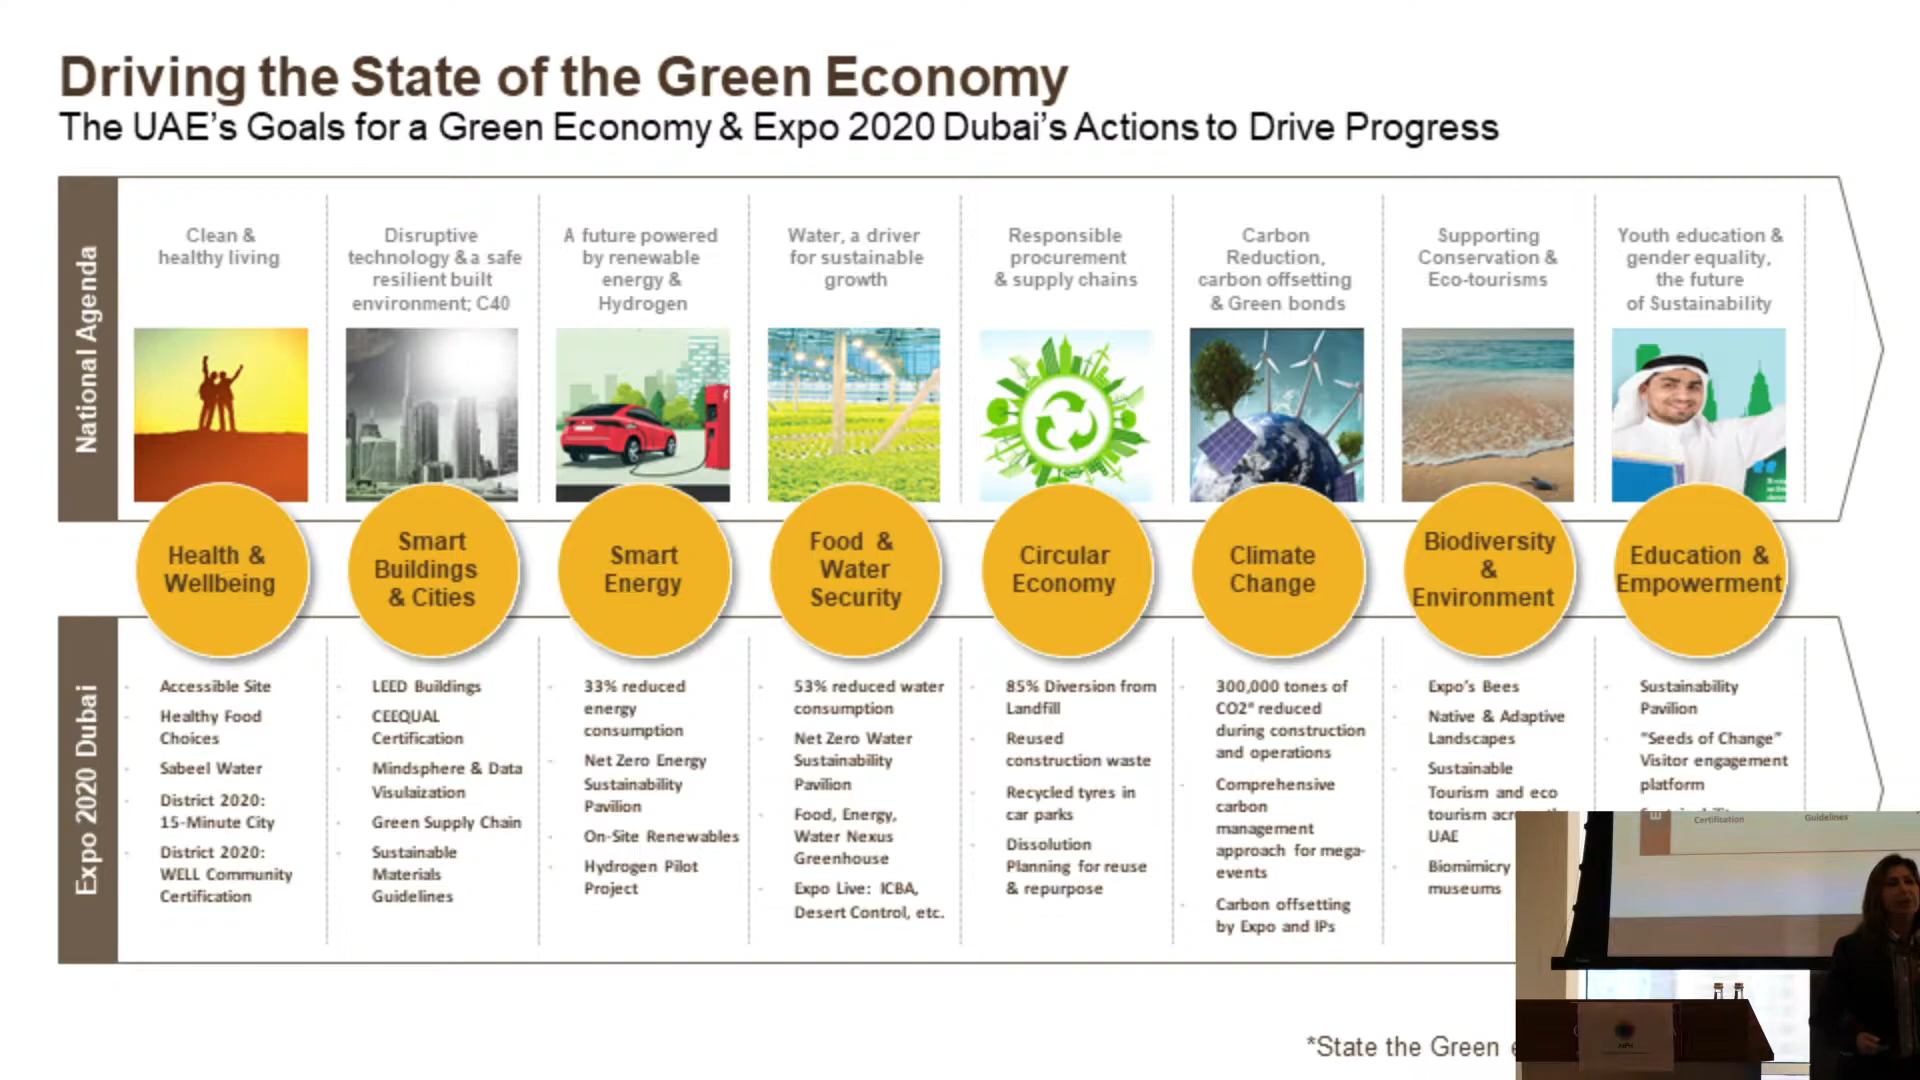 Driving the State of the Green Economy
The UAE's Goals for a Green Economy & Expo 2020 Dubai's Actions to Drive Progress
National Agenda
Clean &
healthy living
Disruptive
technology & a safe
resilient built
environment; C40
A future powered
by renewable
energy &
Hydrogen
Water, a driver
for sustainable
growth
Responsible
procurement
& supply chains
Carbon
Reduction,
carbon offsetting
& Green bonds
Supporting
Conservation &
Eco-tourisms
Youth education &
gender equality,
the future
of Sustainability
Health &
Wellbeing
Smart
Buildings
& Cities
Smart
Energy
Food &
Water
Security
Circular
Economy
Climate
Change
Biodiversity
&
Environment
Education &
Empowerment
Expo 2020 Dubai
Accessible Site
Healthy Food
Choices
Sabeel Water
District 2020:
15-Minute City
District 2020:
WELL Community
Certification
LEED Buildings
CEEQUAL
Certification
Mindsphere & Data
Visulaization
Green Supply Chain
Sustainable
Materials
Guidelines
33% reduced
energy
consumption
Net Zero Energy
Sustainability
Pavilion
On-Site Renewables
Hydrogen Pilot
Project
53% reduced water
consumption
Net Zero Water
Sustainability
Pavilion
Food, Energy,
Water Nexus
Greenhouse
Expo Live: ICBA,
Desert Control, etc.
85% Diversion from
Landfill
Reused
construction waste
Recycled tyres in
car parks
Dissolution
Planning for reuse
& repurpose
300,000 tones of
CO2* reduced
during construction
and operations
Comprehensive
carbon
management
approach for mega-
events
Carbon offsetting
by Expo and IPs
Expo's Bees
Native & Adaptive
Landscapes
Sustainable
Tourism and eco
tourism
UAE
Biomimicry
museums
Sustainability
Pavilion
"Seeds of Change"
Visitor engagement
platform
Certification
Guidelines
*State the Green